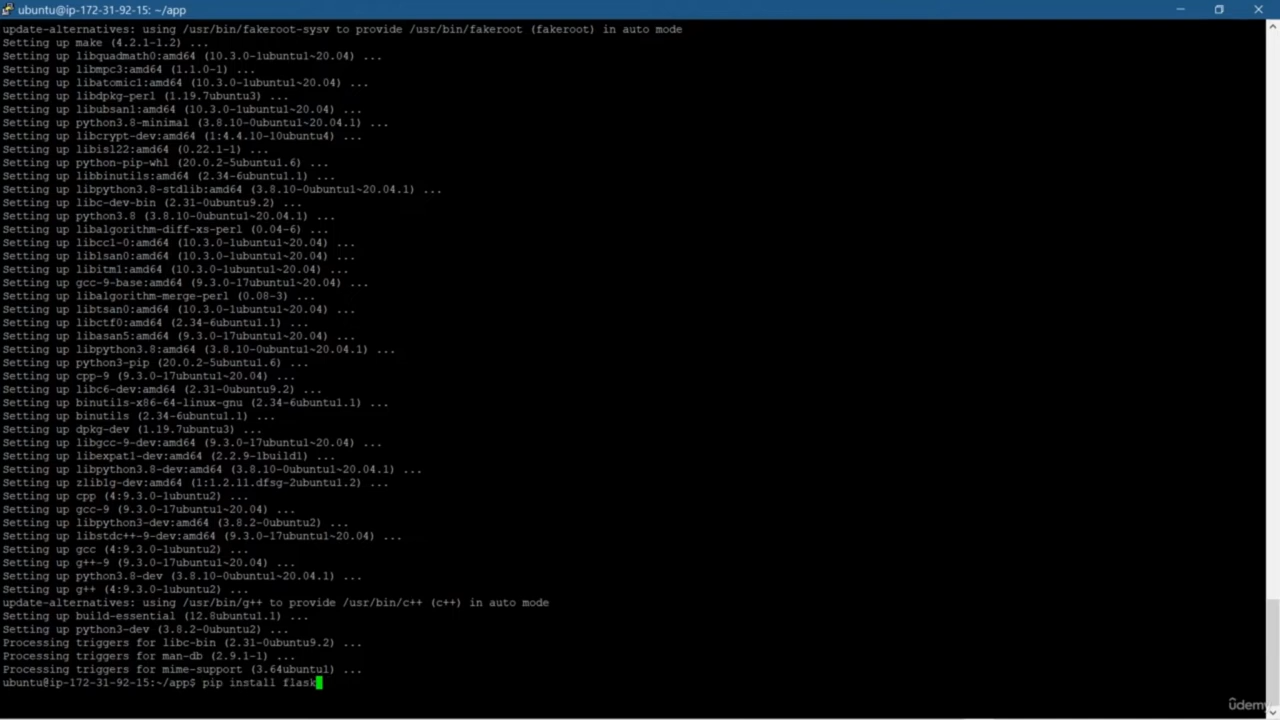 ubuntu@ip-172-31-92-15: ~/app
update-alternatives: using /usr/bin/fakeroot-sysv to provide /usr/bin/fakeroot (fakeroot) in auto mode
Setting up make (4.2.1-1.2) ...
Setting up libquadmath0:amd64 (10.3.0-1ubuntu1~20.04) ...
Setting up libmpc3:amd64 (1.1.0-1) ...
Setting up libatomic1:amd64 (10.3.0-1ubuntu1~20.04) ...
Setting up libdpkg-perl (1.19.7ubuntu3) ...
Setting up libubsan1:amd64 (10.3.0-1ubuntu1~20.04) ...
Setting up python3.8-minimal (3.8.10-0ubuntu1~20.04.1) ...
Setting up libcrypt-dev:amd64 (1:4.4.10-10ubuntu4) ...
Setting up libisl22:amd64 (0.22.1-1) ...
Setting up python-pip-whl (20.0.2-5ubuntu1.6) ...
Setting up libbinutils:amd64 (2.34-6ubuntu1.1) ...
Setting up libpython3.8-stdlib:amd64 (3.8.10-0ubuntu1~20.04.1) ...
Setting up libc-dev-bin (2.31-0ubuntu9.2) ...
Setting up python3.8 (3.8.10-0ubuntu1~20.04.1) ...
Setting up libalgorithm-diff-xs-perl (0.04-6) ...
Setting up libcc1-0:amd64 (10.3.0-1ubuntu1~20.04) ...
Setting up liblsan0:amd64 (10.3.0-1ubuntu1~20.04) ...
Setting up libitm1:amd64 (10.3.0-1ubuntu1~20.04) ...
Setting up gcc-9-base:amd64 (9.3.0-17ubuntu1~20.04) ...
Setting up libalgorithm-merge-perl (0.08-3) ...
Setting up libtsan0:amd64 (10.3.0-1ubuntu1~20.04) ...
Setting up libctf0:amd64 (2.34-6ubuntu1.1) ...
Setting up libasan5:amd64 (9.3.0-17ubuntu1~20.04) ...
Setting up libpython3.8:amd64 (3.8.10-0ubuntu1~20.04.1) ...
Setting up python3-pip (20.0.2-5ubuntu1.6) ...
Setting up cpp-9 (9.3.0-17ubuntu1~20.04) ...
Setting up libc6-dev:amd64 (2.31-0ubuntu9.2) ...
Setting up binutils-x86-64-linux-gnu (2.34-6ubuntu1.1) ...
Setting up binutils (2.34-6ubuntu1.1) ...
Setting up dpkg-dev (1.19.7ubuntu3) ...
Setting up libgcc-9-dev:amd64 (9.3.0-17ubuntu1~20.04) ...
Setting up libexpat1-dev:amd64 (2.2.9-1build1) ...
Setting up libpython3.8-dev:amd64 (3.8.10-0ubuntu1~20.04.1) ...
Setting up zlib1g-dev:amd64 (1:1.2.11.dfsg-2ubuntu1.2) ...
Setting up cpp (4:9.3.0-1ubuntu2) ...
Setting up gcc-9 (9.3.0-17ubuntu1~20.04) ...
Setting up libpython3-dev:amd64 (3.8.2-0ubuntu2) ...
Setting up libstdc++-9-dev:amd64 (9.3.0-17ubuntu1~20.04) ...
Setting up gcc (4:9.3.0-1ubuntu2) ...
Setting up g++-9 (9.3.0-17ubuntu1~20.04) ...
Setting up python3.8-dev (3.8.10-0ubuntu1~20.04.1) ...
Setting up g++ (4:9.3.0-1ubuntu2) ...
update-alternatives: using /usr/bin/g++ to provide /usr/bin/c++ (c++) in auto mode
Setting up build-essential (12.8ubuntu1.1) ...
Setting up python3-dev (3.8.2-0ubuntu2) ...
Processing triggers for libc-bin (2.31-0ubuntu9.2) ...
Processing triggers for man-db (2.9.1-1) ...
Processing triggers for mime-support (3.64ubuntu1) ...
ubuntu@ip-172-31-92-15:~/app$ pip install flask
ûdemy